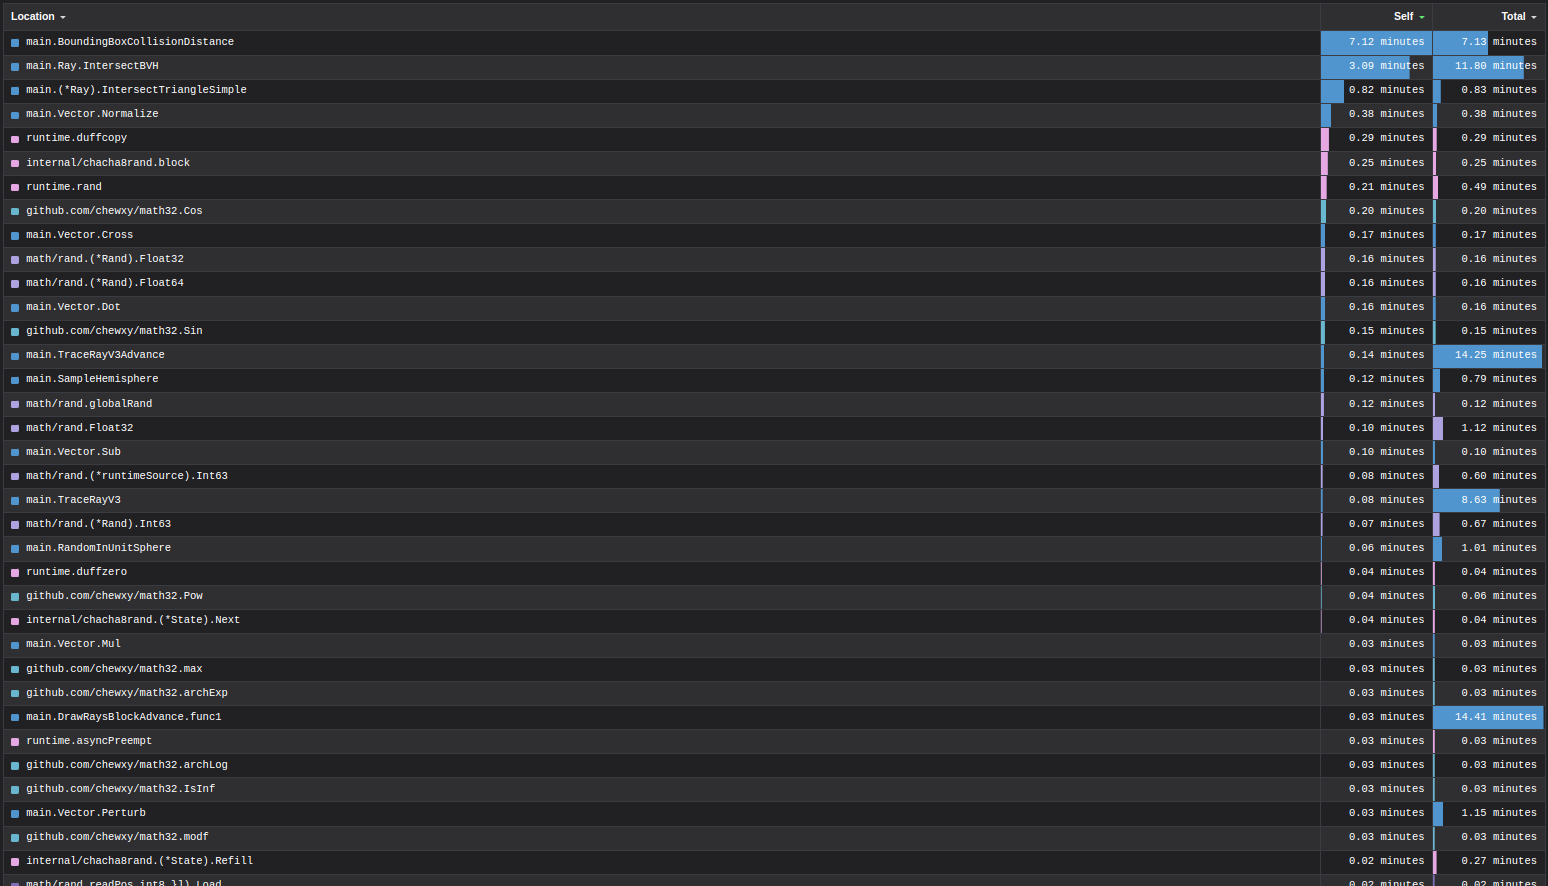 Location Self Total
main.BoundingBoxCollisionDistance 7.12 minutes 7.13 minutes
main.Ray.IntersectBVH 3.09 minutes 11.80 minutes
main.(*Ray).IntersectTriangleSimple 0.82 minutes 0.83 minutes
main.Vector.Normalize 0.38 minutes 0.38 minutes
runtime.duffcopy 0.29 minutes 0.29 minutes
internal/chacha8rand.block 0.25 minutes 0.25 minutes
runtime.rand 0.21 minutes 0.49 minutes
github.com/chewxy/math32.Cos 0.20 minutes 0.20 minutes
main.Vector.Cross 0.17 minutes 0.17 minutes
math/rand.(*Rand).Float32 0.16 minutes 0.16 minutes
math/rand.(*Rand).Float64 0.16 minutes 0.16 minutes
main.Vector.Dot 0.16 minutes 0.16 minutes
github.com/chewxy/math32.Sin 0.15 minutes 0.15 minutes
main.TraceRayV3Advance 0.14 minutes 14.25 minutes
main.SampleHemisphere 0.12 minutes 0.79 minutes
math/rand.globalRand 0.12 minutes 0.12 minutes
math/rand.Float32 0.10 minutes 1.12 minutes
main.Vector.Sub 0.10 minutes 0.10 minutes
math/rand.(*runtimeSource).Int63 0.08 minutes 0.60 minutes
main.TraceRayV3 0.08 minutes 8.63 minutes
math/rand.(*Rand).Int63 0.07 minutes 0.67 minutes
main.RandomInUnitSphere 0.06 minutes 1.01 minutes
runtime.duffzero 0.04 minutes 0.04 minutes
github.com/chewxy/math32.Pow 0.04 minutes 0.06 minutes
internal/chacha8rand.(*State).Next 0.04 minutes 0.04 minutes
main.Vector.Mul 0.03 minutes 0.03 minutes
github.com/chewxy/math32.max 0.03 minutes 0.03 minutes
github.com/chewxy/math32.archExp 0.03 minutes 0.03 minutes
main.DrawRaysBlockAdvance.func1 0.03 minutes 14.41 minutes
runtime.asyncPreempt 0.03 minutes 0.03 minutes
github.com/chewxy/math32.archLog 0.03 minutes 0.03 minutes
github.com/chewxy/math32.IsInf 0.03 minutes 0.03 minutes
main.Vector.Perturb 0.03 minutes 1.15 minutes
github.com/chewxy/math32.modf 0.03 minutes 0.03 minutes
internal/chacha8rand.(*State).Refill 0.02 minutes 0.27 minutes
math/rand.readPos int8 }]).Load 0.02 minutes 0.02 minutes